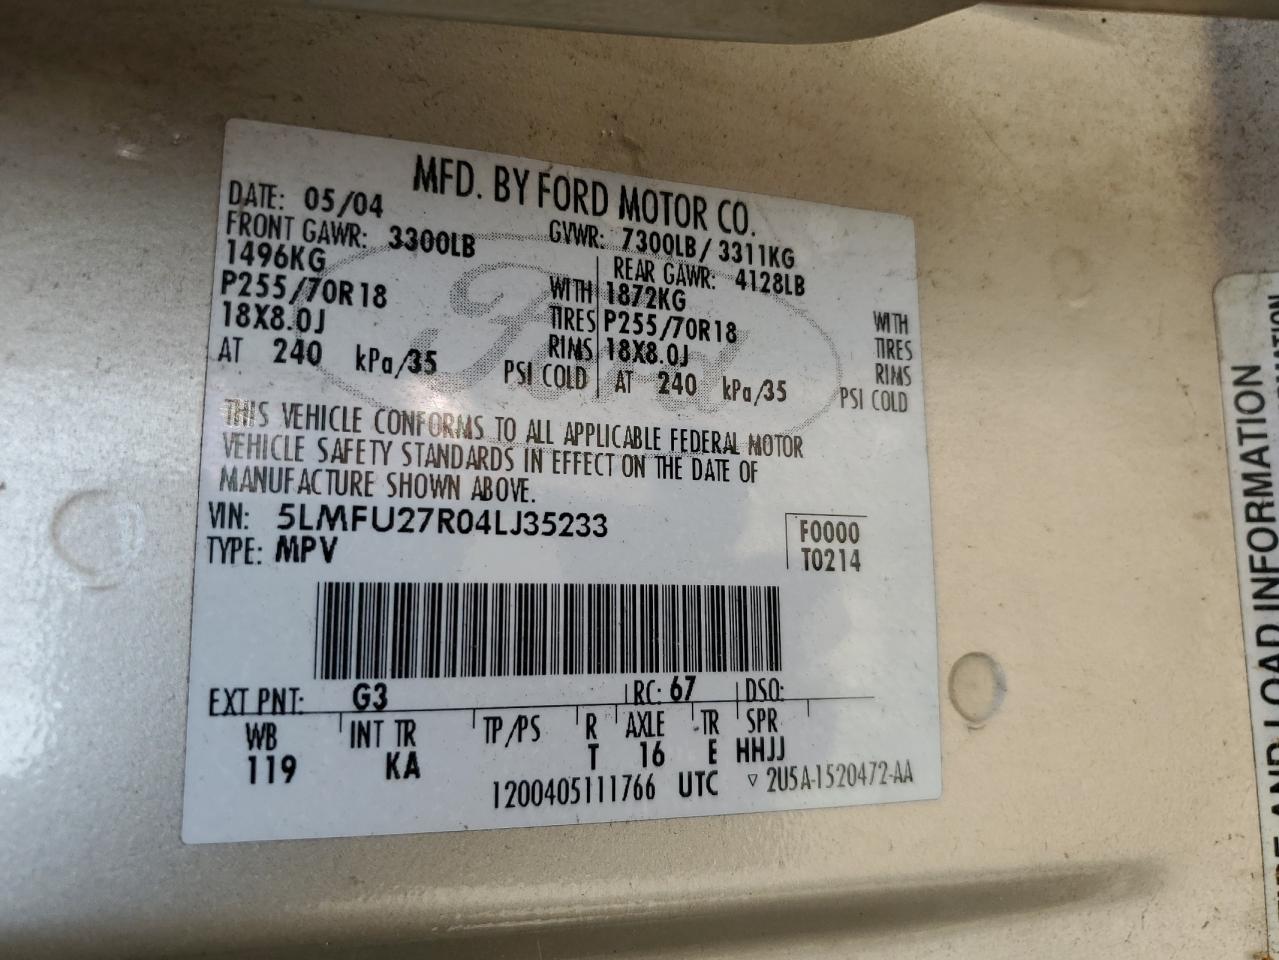 MFD. BY FORD MOTOR CO.
DATE: 05/04 GVWR: 7300LB/ 3311KG
FRONT GAWR: 3300LB REAR GAWR: 4128LB
1496KG WITH 1872KG WITH
P255/70R18 TIRES P255/70R18 TIRES
18X8.0J RIMS 18X8.0J RIMS
AT 240 kPa/35 PSI COLD AT 240 kPa/35 PSI COLD
Ford
THIS VEHICLE CONFORMS TO ALL APPLICABLE FEDERAL MOTOR
VEHICLE SAFETY STANDARDS IN EFFECT ON THE DATE OF
MANUFACTURE SHOWN ABOVE.
VIN: 5LMFU27R04LJ35233 F0000
TYPE: MPV T0214
EXT PNT: G3 RC: 67 DSO:
WB INT TR TP/PS R AXLE TR SPR
119 KA T 16 E HHJJ
1200405111766 UTC ▿ 2U5A-1520472-AA
AND LOAD INFORMATION